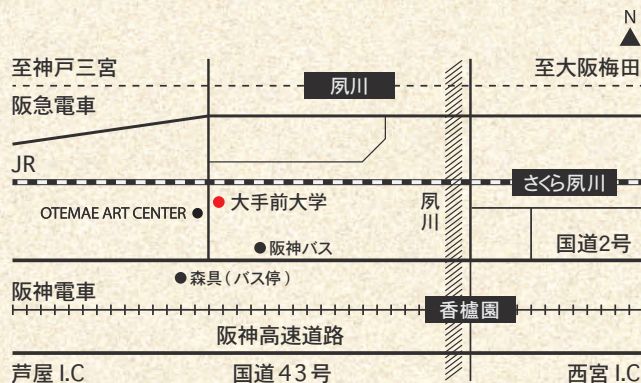 N
至神戸三宮
至大阪梅田
夙川
阪急電車
JR
さくら夙川
OTEMAE ART CENTER
大手前大学
夙川
阪神バス
国道2号
森具(バス停)
阪神電車
香櫨園
阪神高速道路
芦屋 I.C
国道43号
西宮 I.C